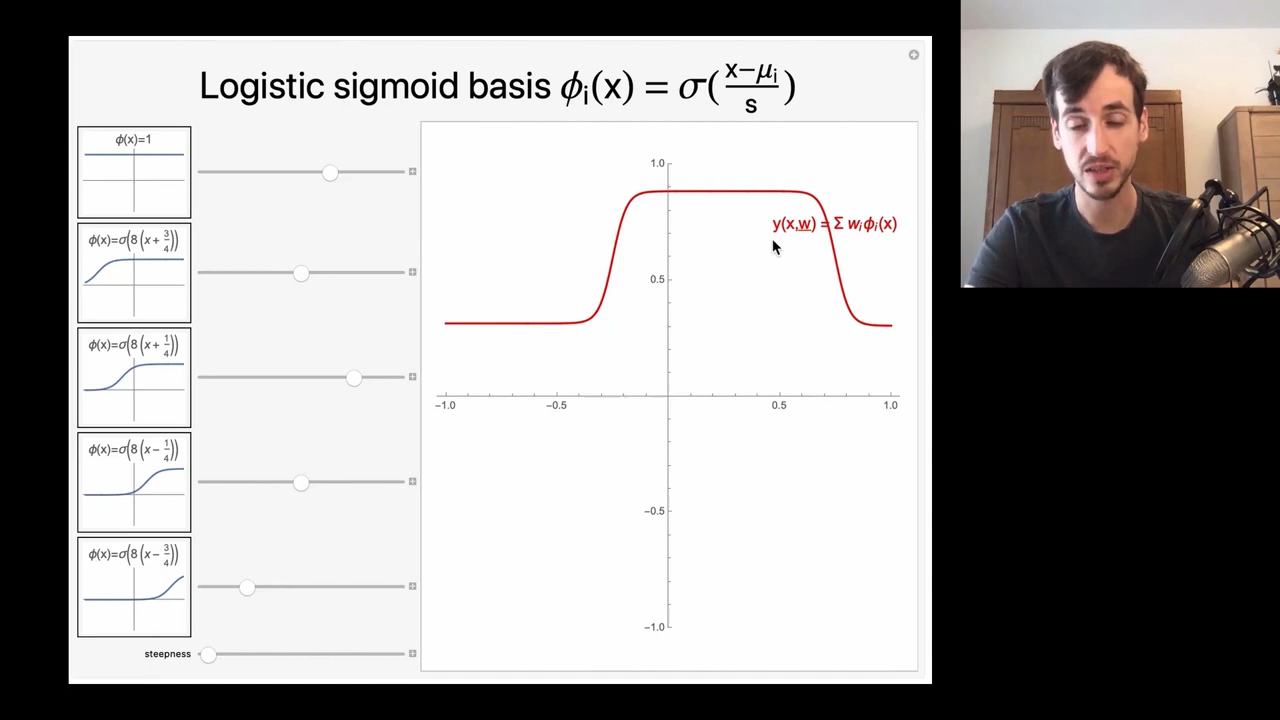 Logistic sigmoid basis ϕᵢ(x) = σ((x−μᵢ)/s)
ϕ(x)=1
ϕ(x)=σ(8(x+3/4))
ϕ(x)=σ(8(x+1/4))
ϕ(x)=σ(8(x−1/4))
ϕ(x)=σ(8(x−3/4))
steepness
1.0
y(x,w) = Σ wᵢϕᵢ(x)
0.5
−1.0
−0.5
0.5
1.0
−0.5
−1.0